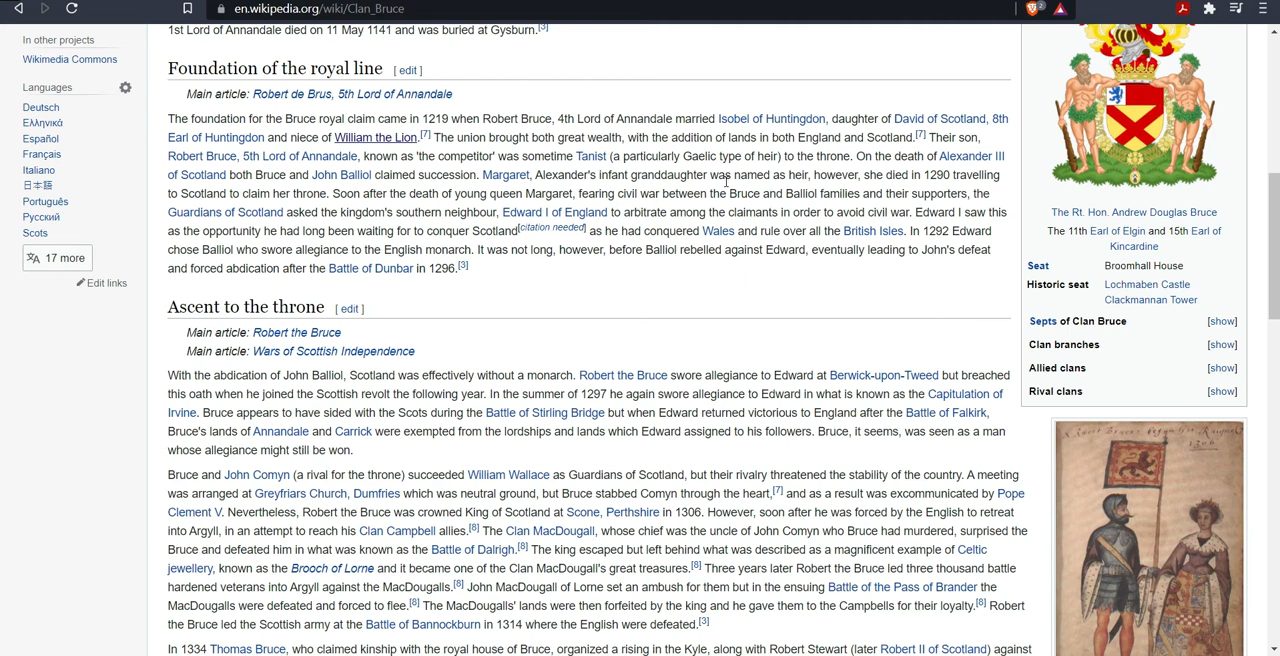 en.wikipedia.org/wiki/Clan_Bruce
2
In other projects
Wikimedia Commons
Languages
Deutsch
Ελληνικά
Español
Français
Italiano
日本語
Português
Русский
Scots
17 more
Edit links
1st Lord of Annandale died on 11 May 1141 and was buried at Gysburn.[3]
Foundation of the royal line [ edit ]
Main article: Robert de Brus, 5th Lord of Annandale
The foundation for the Bruce royal claim came in 1219 when Robert Bruce, 4th Lord of Annandale married Isobel of Huntingdon, daughter of David of Scotland, 8th
Earl of Huntingdon and niece of William the Lion.[7] The union brought both great wealth, with the addition of lands in both England and Scotland.[7] Their son,
Robert Bruce, 5th Lord of Annandale, known as 'the competitor' was sometime Tanist (a particularly Gaelic type of heir) to the throne. On the death of Alexander III
of Scotland both Bruce and John Balliol claimed succession. Margaret, Alexander's infant granddaughter was named as heir, however, she died in 1290 travelling
to Scotland to claim her throne. Soon after the death of young queen Margaret, fearing civil war between the Bruce and Balliol families and their supporters, the
Guardians of Scotland asked the kingdom's southern neighbour, Edward I of England to arbitrate among the claimants in order to avoid civil war. Edward I saw this
as the opportunity he had long been waiting for to conquer Scotland[citation needed] as he had conquered Wales and rule over all the British Isles. In 1292 Edward
chose Balliol who swore allegiance to the English monarch. It was not long, however, before Balliol rebelled against Edward, eventually leading to John's defeat
and forced abdication after the Battle of Dunbar in 1296.[3]
Ascent to the throne [ edit ]
Main article: Robert the Bruce
Main article: Wars of Scottish Independence
With the abdication of John Balliol, Scotland was effectively without a monarch. Robert the Bruce swore allegiance to Edward at Berwick-upon-Tweed but breached
this oath when he joined the Scottish revolt the following year. In the summer of 1297 he again swore allegiance to Edward in what is known as the Capitulation of
Irvine. Bruce appears to have sided with the Scots during the Battle of Stirling Bridge but when Edward returned victorious to England after the Battle of Falkirk,
Bruce's lands of Annandale and Carrick were exempted from the lordships and lands which Edward assigned to his followers. Bruce, it seems, was seen as a man
whose allegiance might still be won.
Bruce and John Comyn (a rival for the throne) succeeded William Wallace as Guardians of Scotland, but their rivalry threatened the stability of the country. A meeting
was arranged at Greyfriars Church, Dumfries which was neutral ground, but Bruce stabbed Comyn through the heart,[7] and as a result was excommunicated by Pope
Clement V. Nevertheless, Robert the Bruce was crowned King of Scotland at Scone, Perthshire in 1306. However, soon after he was forced by the English to retreat
into Argyll, in an attempt to reach his Clan Campbell allies.[8] The Clan MacDougall, whose chief was the uncle of John Comyn who Bruce had murdered, surprised the
Bruce and defeated him in what was known as the Battle of Dalrigh.[8] The king escaped but left behind what was described as a magnificent example of Celtic
jewellery, known as the Brooch of Lorne and it became one of the Clan MacDougall's great treasures.[8] Three years later Robert the Bruce led three thousand battle
hardened veterans into Argyll against the MacDougalls.[8] John MacDougall of Lorne set an ambush for them but in the ensuing Battle of the Pass of Brander the
MacDougalls were defeated and forced to flee.[8] The MacDougalls' lands were then forfeited by the king and he gave them to the Campbells for their loyalty.[8] Robert
the Bruce led the Scottish army at the Battle of Bannockburn in 1314 where the English were defeated.[3]
In 1334 Thomas Bruce, who claimed kinship with the royal house of Bruce, organized a rising in the Kyle, along with Robert Stewart (later Robert II of Scotland) against
The Rt. Hon. Andrew Douglas Bruce
The 11th Earl of Elgin and 15th Earl of
Kincardine
Seat Broomhall House
Historic seat Lochmaben Castle
Clackmannan Tower
Septs of Clan Bruce [show]
Clan branches [show]
Allied clans [show]
Rival clans [show]